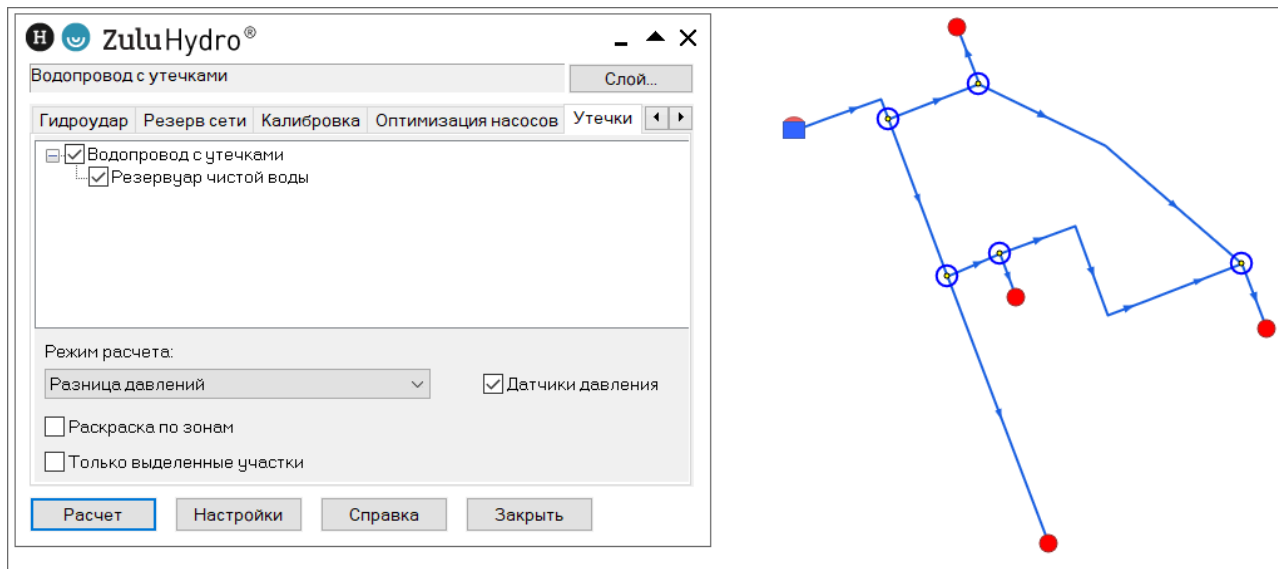 H ZuluHydro®
Водопровод с утечками
Слой...
Гидроудар Резерв сети Калибровка Оптимизация насосов Утечки
Водопровод с утечками
Резервуар чистой воды
Режим расчета:
Разница давлений
Датчики давления
Раскраска по зонам
Только выделенные участки
Расчет Настройки Справка Закрыть